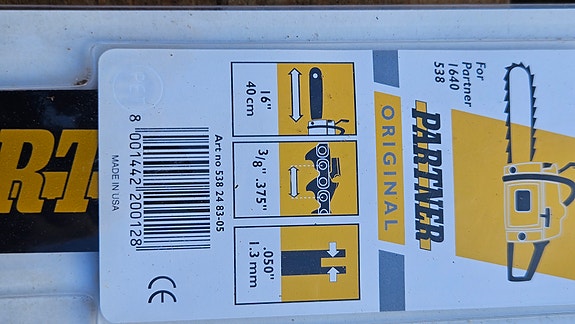 For
Partner
1640
538
PARTNER
ORIGINAL
16"
40 cm
3/8" .375"
.050"
1.3 mm
Art no 538 24 83-05
8 001442 200128
MADE IN USA
CE
RT